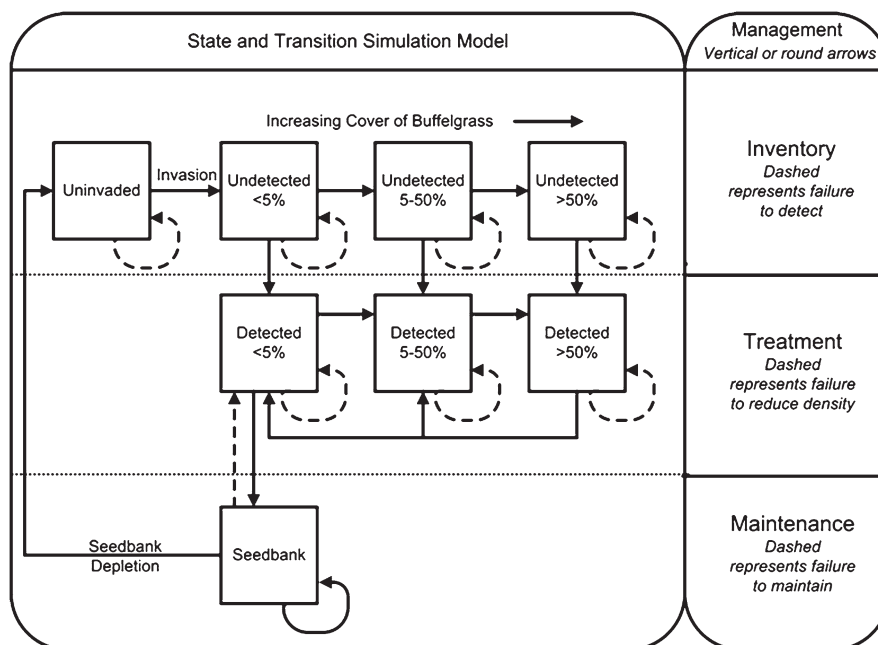 State and Transition Simulation Model
Management
Vertical or round arrows
Increasing Cover of Buffelgrass
Uninvaded
Invasion
Undetected
<5%
Undetected
5-50%
Undetected
>50%
Inventory
Dashed
represents failure
to detect
Detected
<5%
Detected
5-50%
Detected
>50%
Treatment
Dashed
represents failure
to reduce density
Seedbank
Depletion
Seedbank
Maintenance
Dashed
represents failure
to maintain